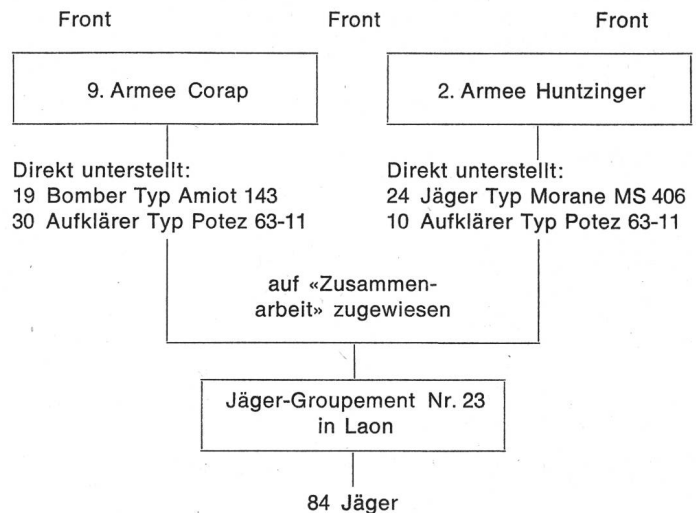 Front Front Front
9. Armee Corap
2. Armee Huntzinger
Direkt unterstellt:
19 Bomber Typ Amiot 143
30 Aufklärer Typ Potez 63-11
Direkt unterstellt:
24 Jäger Typ Morane MS 406
10 Aufklärer Typ Potez 63-11
auf «Zusammen-
arbeit» zugewiesen
Jäger-Groupement Nr. 23
in Laon
84 Jäger